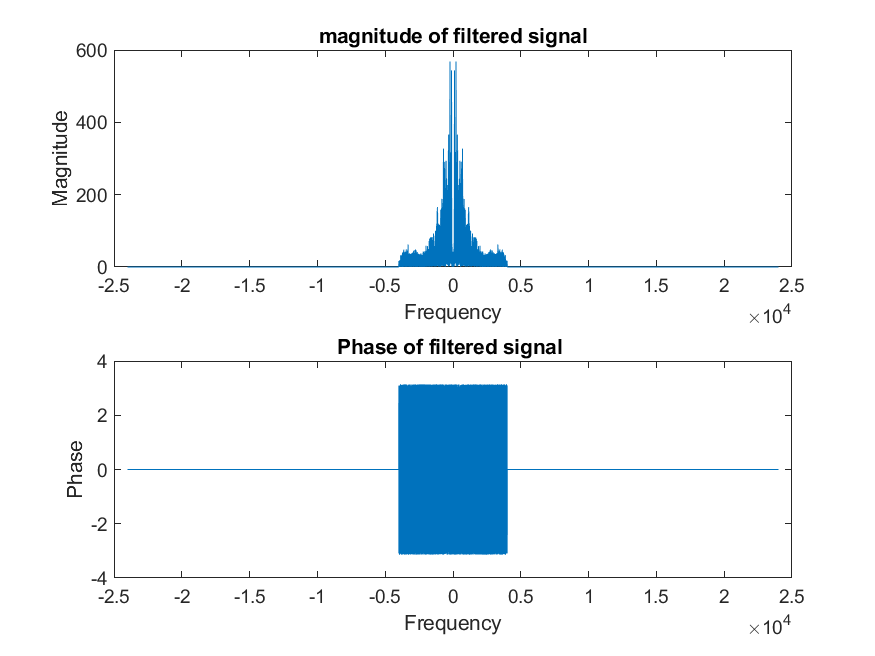 magnitude of filtered signal
600
400
200
0
Magnitude
-2.5 -2 -1.5 -1 -0.5 0 0.5 1 1.5 2 2.5
Frequency
×10^4
Phase of filtered signal
4
2
0
-2
-4
Phase
-2.5 -2 -1.5 -1 -0.5 0 0.5 1 1.5 2 2.5
Frequency
×10^4